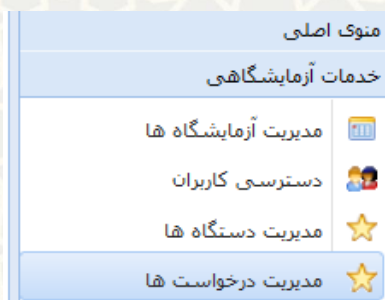 منوی اصلی
خدمات آزمایشگاهی
مدیریت آزمایشگاه ها
دسترسی کاربران
مدیریت دستگاه ها
مدیریت درخواست ها